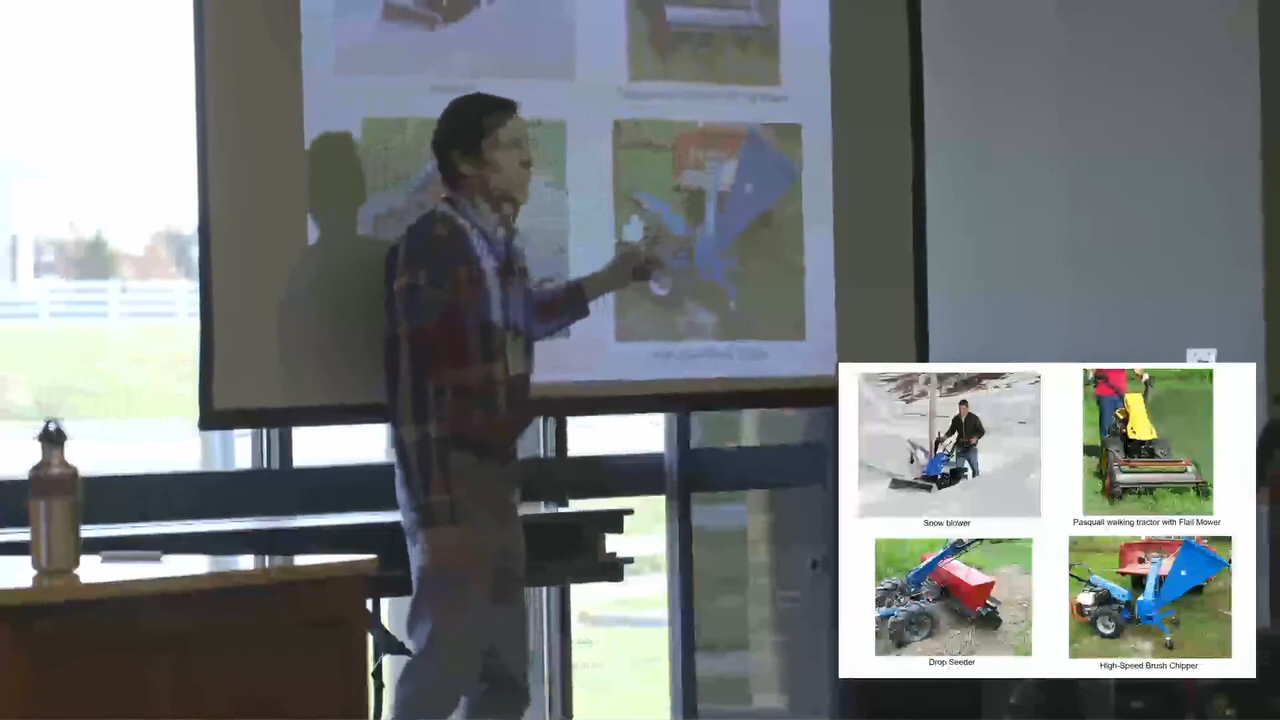 Snow blower
Pasquali walking tractor with Flail Mower
Drop Seeder
High-Speed Brush Chipper